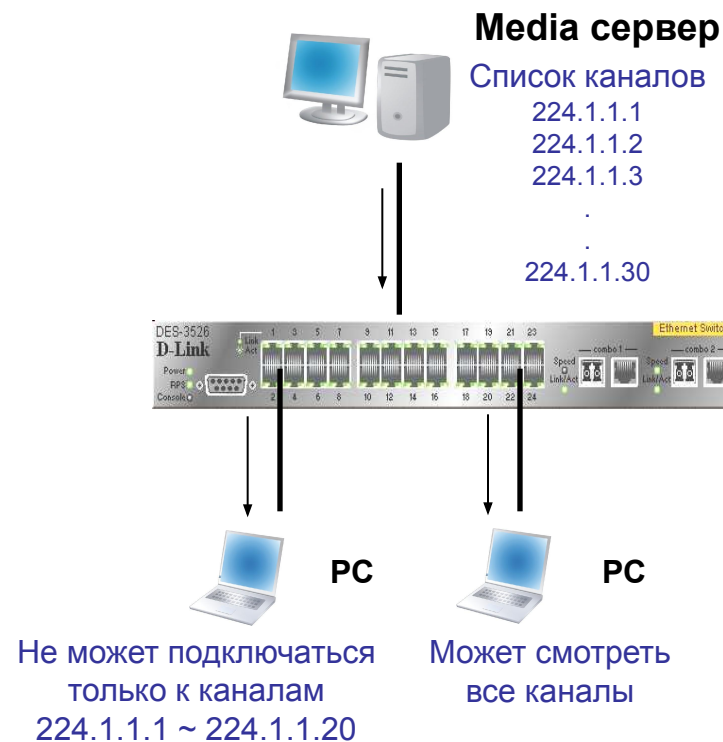 Media сервер
Список каналов
224.1.1.1
224.1.1.2
224.1.1.3
.
.
224.1.1.30
DES-3526
D-Link
Link
Act
1 3 5 7 9 11 13 15 17 19 21 23
Ethernet Switc
combo 1
combo 2
Speed
Link/Act
Speed
Link/Act
Power
RPS
Console
2 4 6 8 10 12 14 16 18 20 22 24
PC
PC
Не может подключаться
только к каналам
224.1.1.1 ~ 224.1.1.20
Может смотреть
все каналы